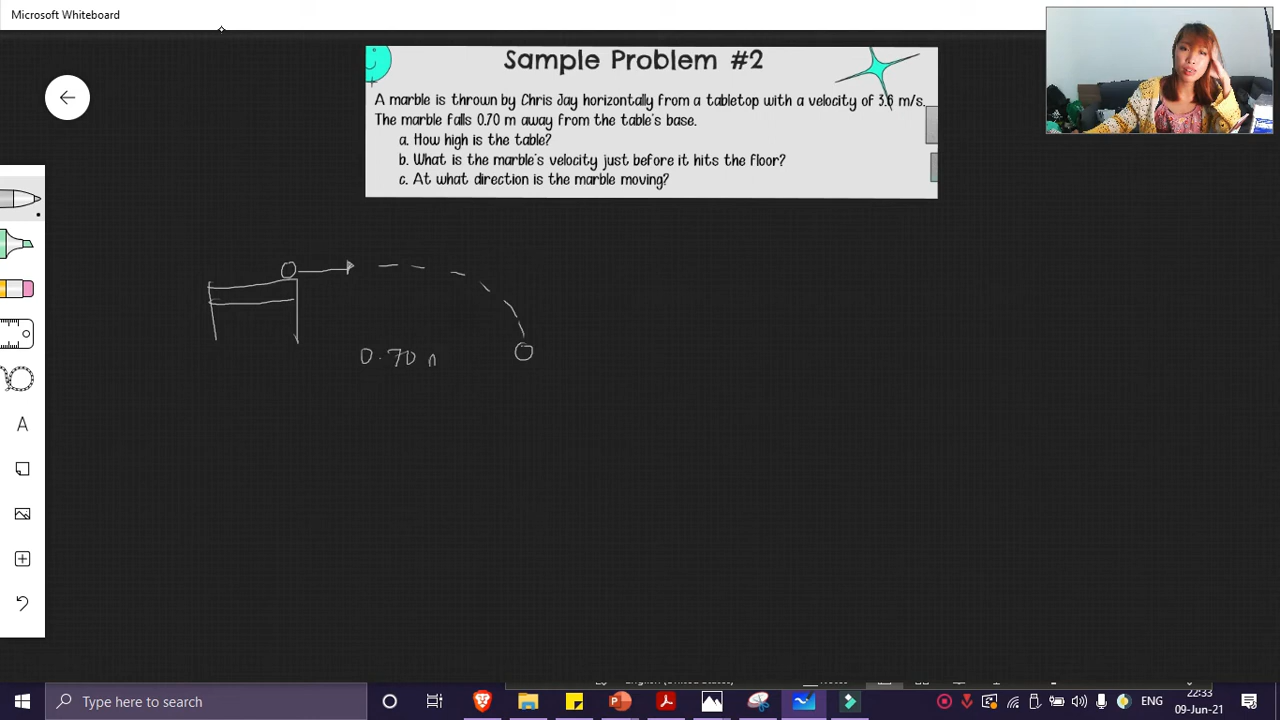 Microsoft Whiteboard
Sample Problem #2
A marble is thrown by Chris Jay horizontally from a tabletop with a velocity of 3.6 m/s.
The marble falls 0.70 m away from the table's base.
a. How high is the table?
b. What is the marble's velocity just before it hits the floor?
c. At what direction is the marble moving?
0.70
A
Type here to search
ENG
22:33
09-Jun-21